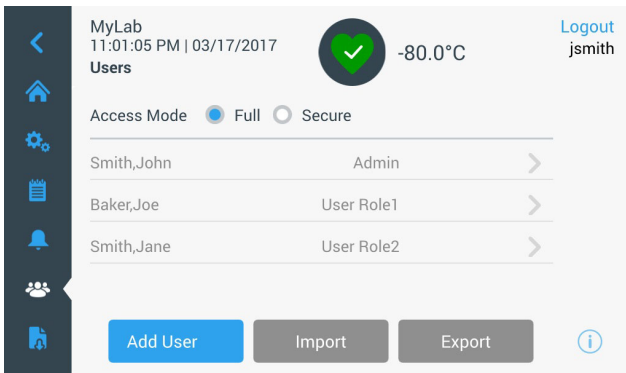 MyLab
11:01:05 PM | 03/17/2017
Users
-80.0°C
Logout
jsmith
Access Mode Full Secure
Smith,John Admin
Baker,Joe User Role1
Smith,Jane User Role2
Add User Import Export
i